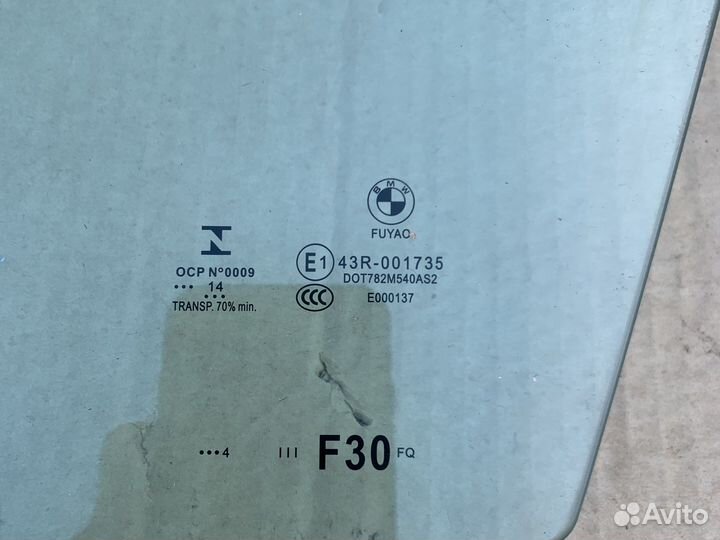 BMW
FUYAO
N
OCP N°0009
••• 14
•••
TRANSP. 70% min.
E1 43R-001735
DOT782M540AS2
CCC E000137
•••4 III F30 FQ
Avito